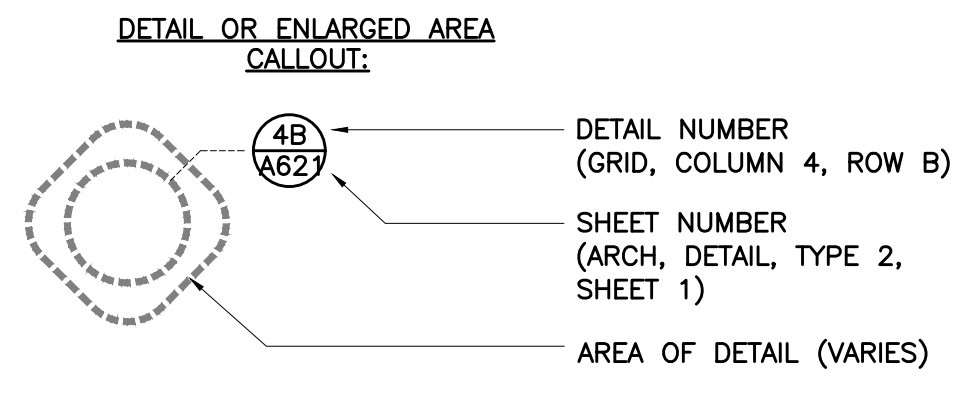 DETAIL OR ENLARGED AREA
CALLOUT:
4B
A621
DETAIL NUMBER
(GRID, COLUMN 4, ROW B)
SHEET NUMBER
(ARCH, DETAIL, TYPE 2,
SHEET 1)
AREA OF DETAIL (VARIES)